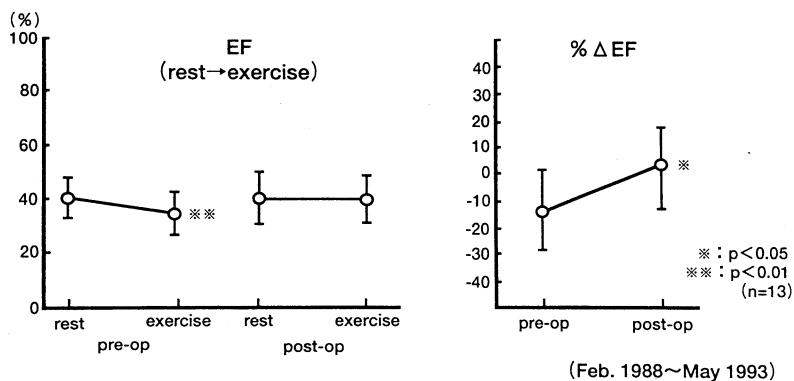 (%)
EF
(rest→exercise)
100
80
60
40
20
0
※※
rest
exercise
rest
exercise
pre-op
post-op
% Δ EF
40
30
20
10
0
-10
-20
-30
-40
※
※ : p<0.05
※※ : p<0.01
(n=13)
pre-op
post-op
(Feb. 1988～May 1993)